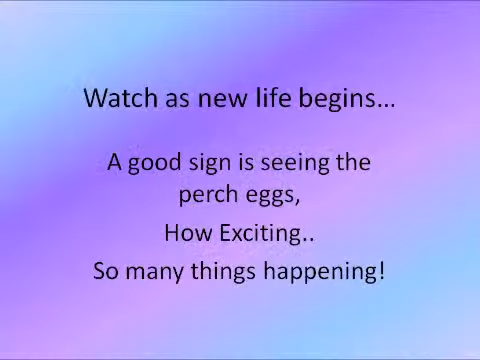 Watch as new life begins…
A good sign is seeing the
perch eggs,
How Exciting..
So many things happening!